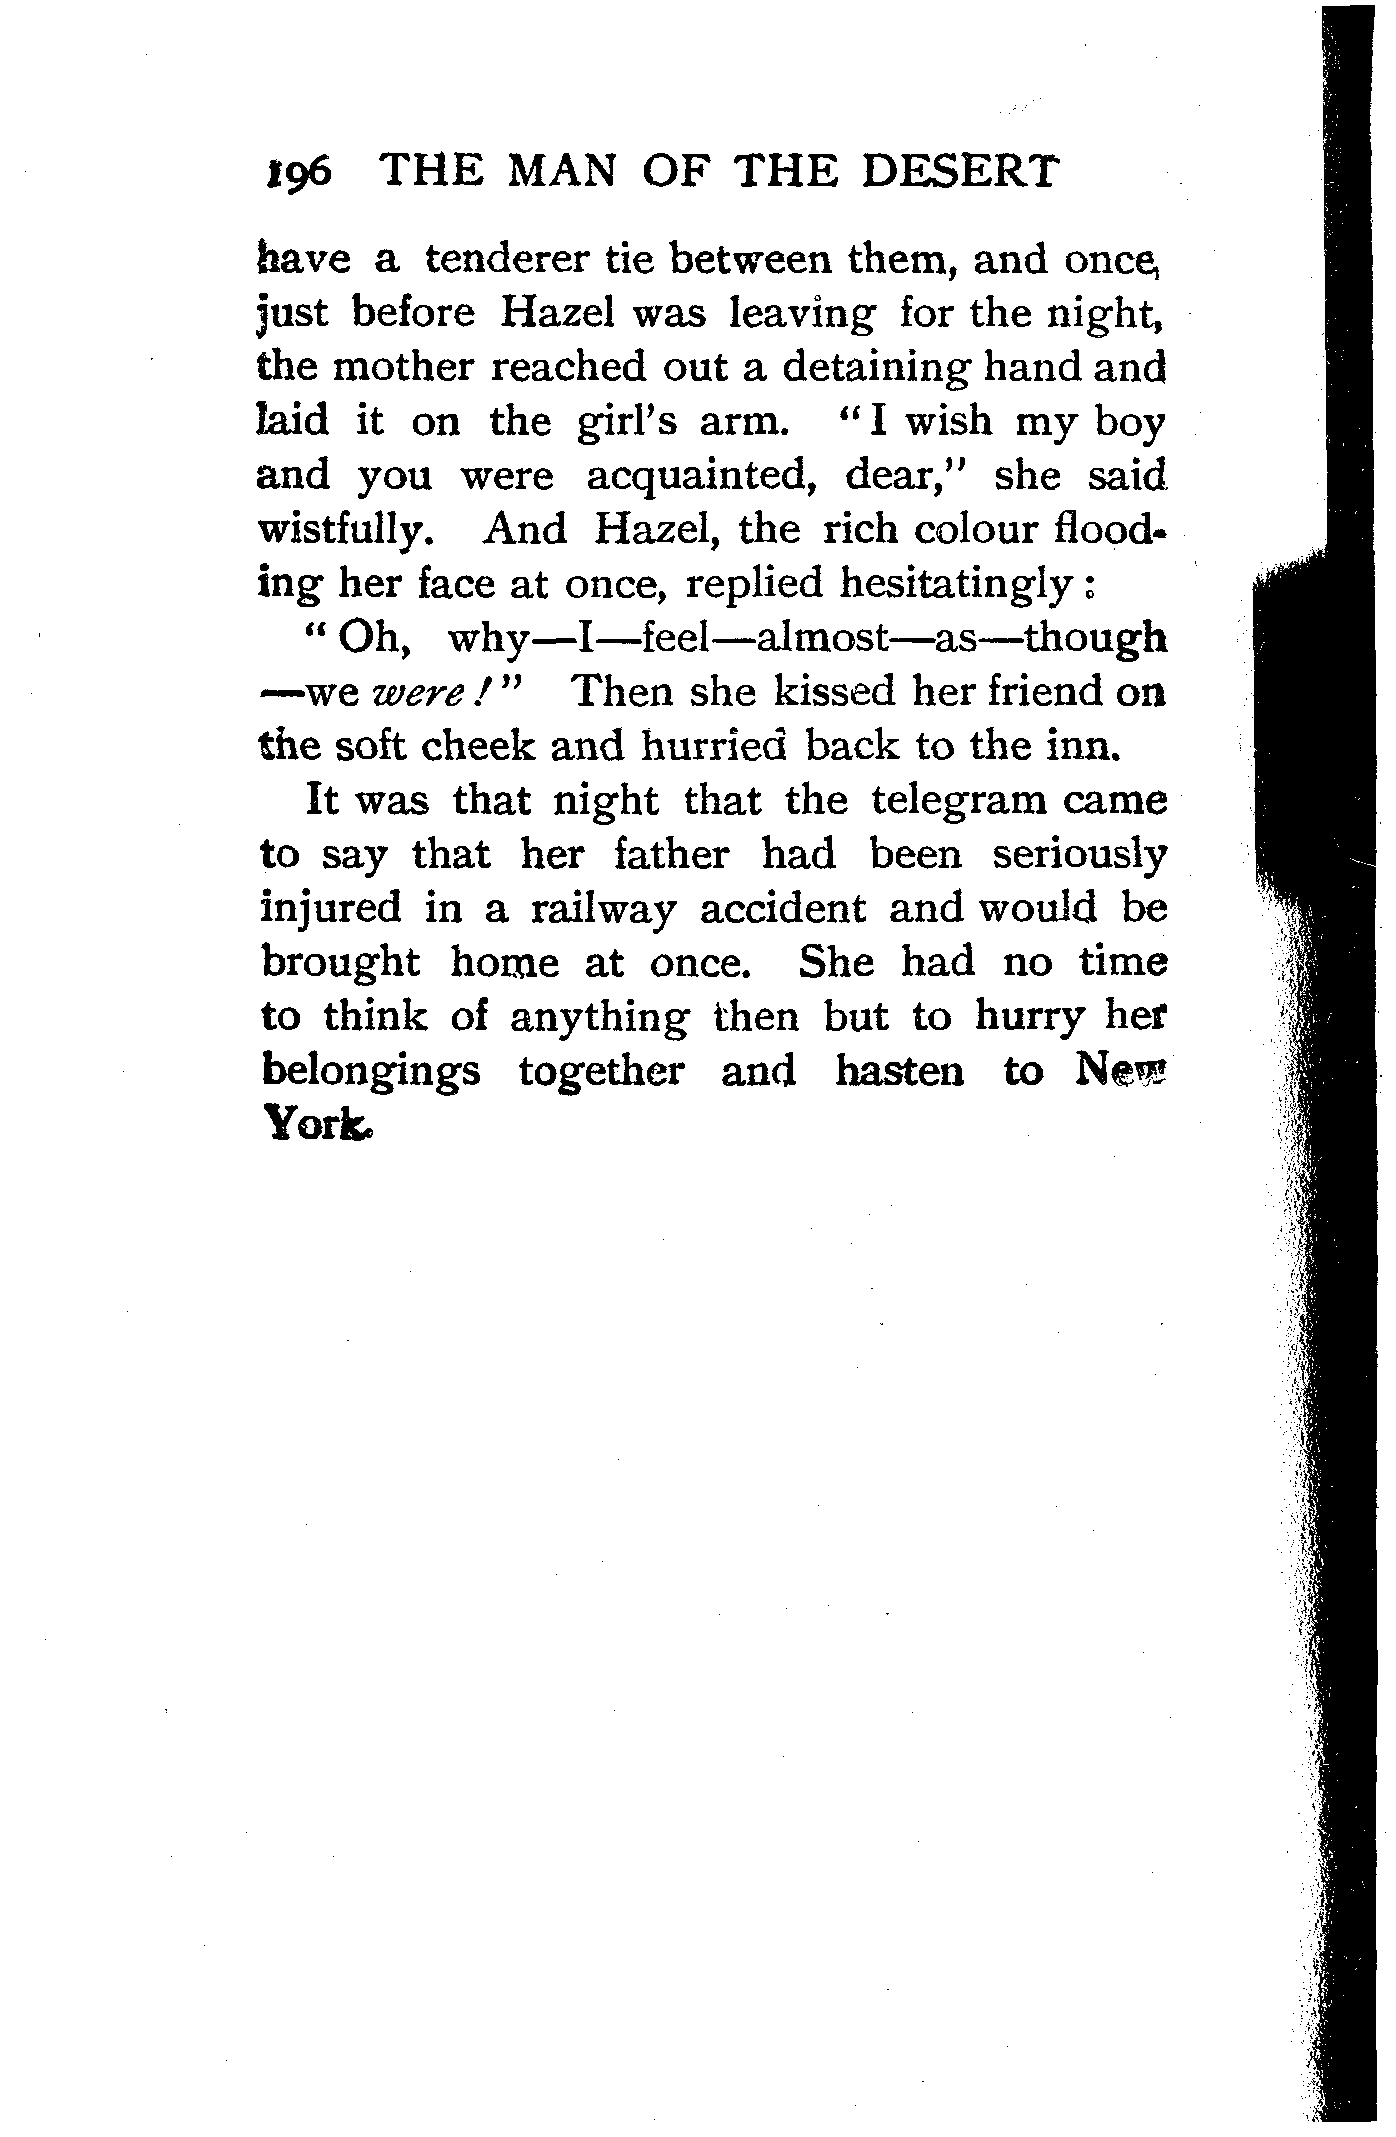 196 THE MAN OF THE DESERT
have a tenderer tie between them, and once,
just before Hazel was leaving for the night,
the mother reached out a detaining hand and
laid it on the girl's arm. “ I wish my boy
and you were acquainted, dear,” she said
wistfully. And Hazel, the rich colour flood-
ing her face at once, replied hesitatingly :
“ Oh, why—I—feel—almost—as—though
—we were ! ” Then she kissed her friend on
the soft cheek and hurried back to the inn.
It was that night that the telegram came
to say that her father had been seriously
injured in a railway accident and would be
brought home at once. She had no time
to think of anything then but to hurry her
belongings together and hasten to New
York.